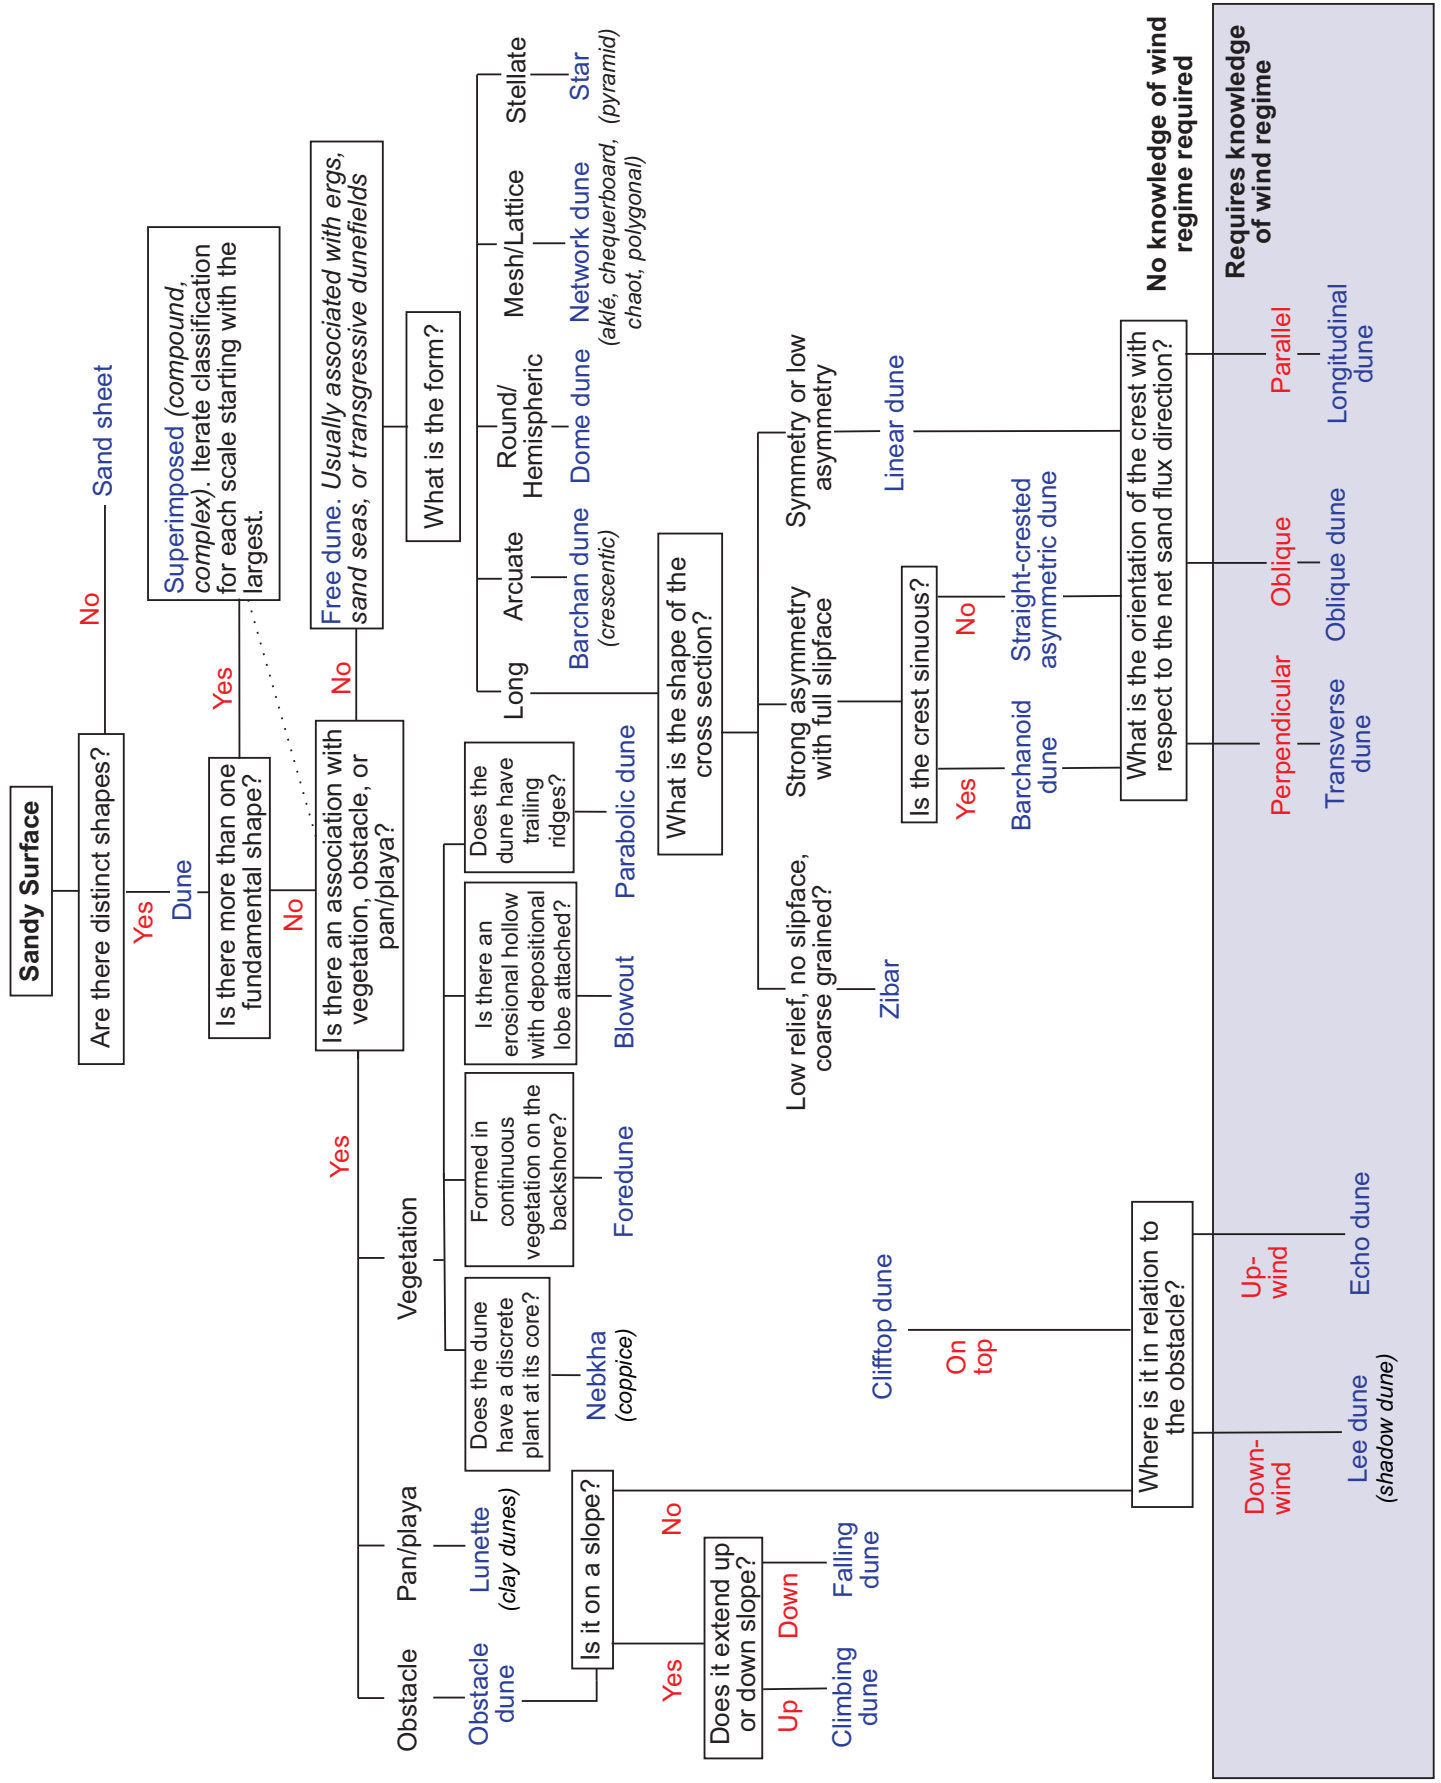 Sandy Surface
Are there distinct shapes?
No
Sand sheet
Yes
Dune
Is there more than one
fundamental shape?
Yes
Superimposed (compound,
complex). Iterate classification
for each scale starting with the
largest.
No
Is there an association with
vegetation, obstacle, or
pan/playa?
No
Free dune. Usually associated with ergs,
sand seas, or transgressive dunefields
Yes
What is the form?
Obstacle
Pan/playa
Vegetation
Long
Arcuate
Round/
Hemispheric
Mesh/Lattice
Stellate
Obstacle
dune
Lunette
(clay dunes)
Does the dune
have a discrete
plant at its core?
Formed in
continuous
vegetation on the
backshore?
Is there an
erosional hollow
with depositional
lobe attached?
Does the
dune have
trailing
ridges?
Barchan dune
(crescentic)
Dome dune
Network dune
(aklé, chequerboard,
chaot, polygonal)
Star
(pyramid)
Nebkha
(coppice)
Foredune
Blowout
Parabolic dune
Is it on a slope?
What is the shape of the
cross section?
Yes
No
Does it extend up
or down slope?
Up
Down
Climbing
dune
Falling
dune
Low relief, no slipface,
coarse grained?
Strong asymmetry
with full slipface
Symmetry or low
asymmetry
Zibar
Linear dune
Is the crest sinuous?
Yes
No
Barchanoid
dune
Straight-crested
asymmetric dune
Clifftop dune
On
top
Where is it in relation to
the obstacle?
What is the orientation of the crest with
respect to the net sand flux direction?
No knowledge of wind
regime required
Requires knowledge
of wind regime
Down-
wind
Up-
wind
Perpendicular
Oblique
Parallel
Lee dune
(shadow dune)
Echo dune
Transverse
dune
Oblique dune
Longitudinal
dune